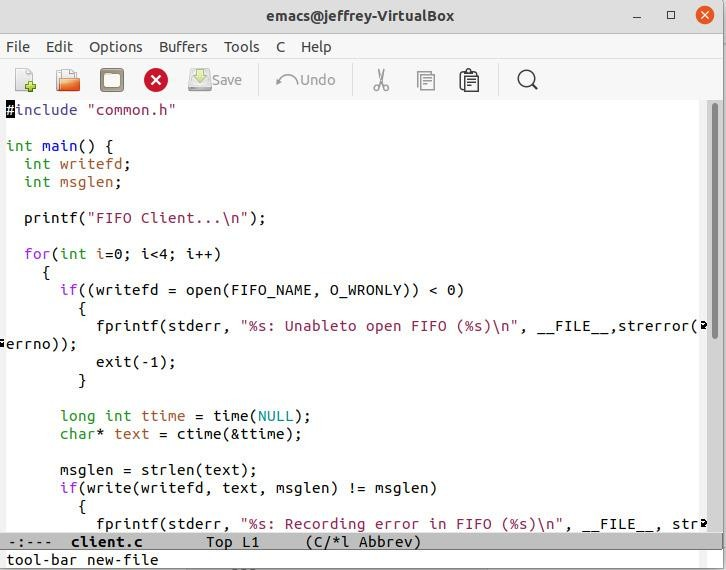 emacs@jeffrey-VirtualBox
File Edit Options Buffers Tools C Help
Save Undo
#include "common.h"
int main() {
int writefd;
int msglen;
printf("FIFO Client...\n");
for(int i=0; i<4; i++)
{
if((writefd = open(FIFO_NAME, O_WRONLY)) < 0)
{
fprintf(stderr, "%s: Unableto open FIFO (%s)\n", __FILE__,strerror(
errno));
exit(-1);
}
long int ttime = time(NULL);
char* text = ctime(&ttime);
msglen = strlen(text);
if(write(writefd, text, msglen) != msglen)
{
fprintf(stderr, "%s: Recording error in FIFO (%s)\n", __FILE__, str
-:--- client.c Top L1 (C/*l Abbrev)
tool-bar new-file